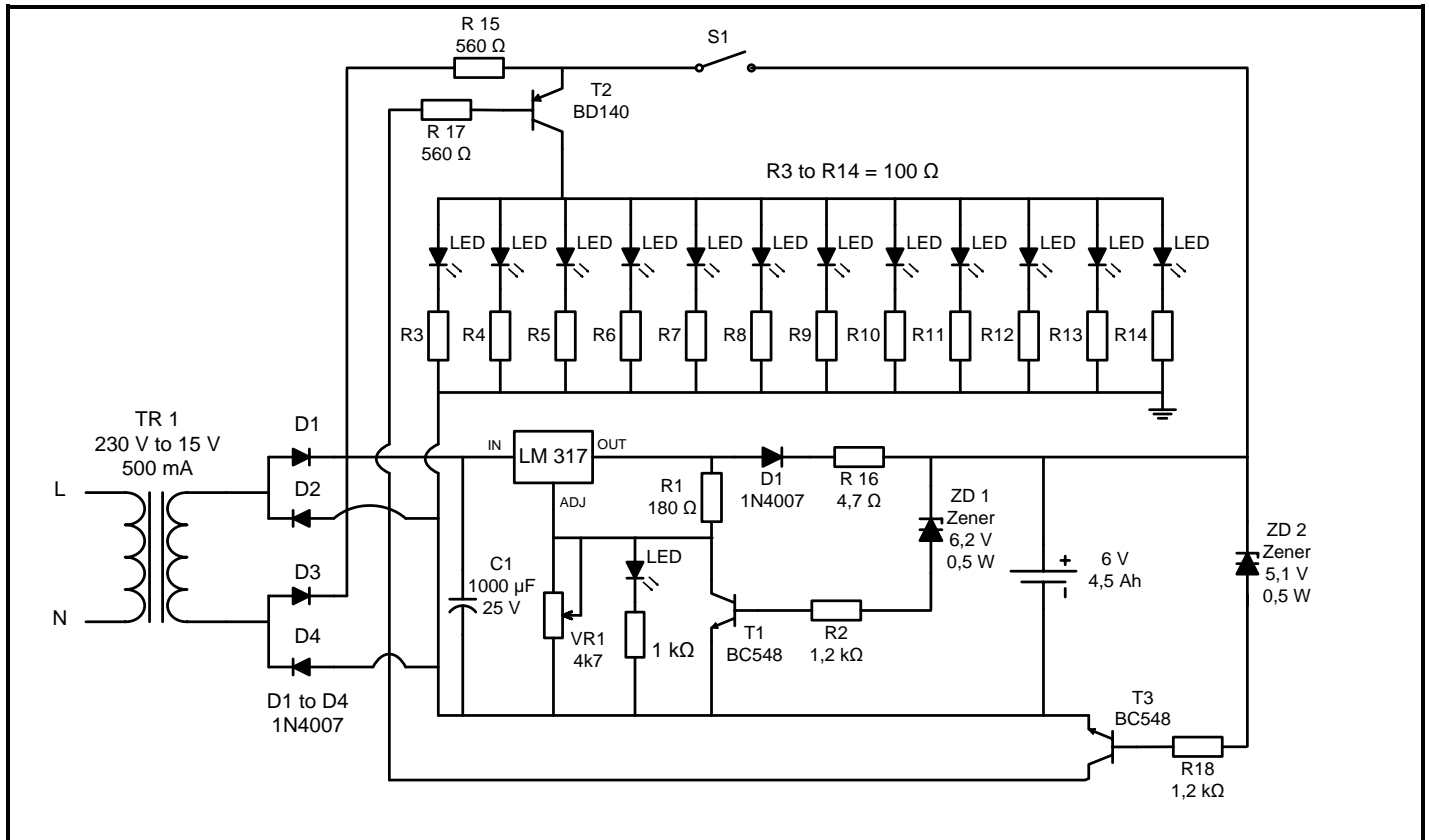 R 15
560 Ω
S1
T2
BD140
R 17
560 Ω
R3 to R14 = 100 Ω
LED
LED
LED
LED
LED
LED
LED
LED
LED
LED
LED
LED
R3
R4
R5
R6
R7
R8
R9
R10
R11
R12
R13
R14
TR 1
230 V to 15 V
500 mA
D1
IN
LM 317
OUT
L
D2
ADJ
R1
180 Ω
D1
1N4007
R 16
4,7 Ω
ZD 1
Zener
6,2 V
0,5 W
6 V
4,5 Ah
ZD 2
Zener
5,1 V
0,5 W
D3
N
D4
D1 to D4
1N4007
C1
1000 µF
25 V
VR1
4k7
LED
1 kΩ
T1
BC548
R2
1,2 kΩ
T3
BC548
R18
1,2 kΩ